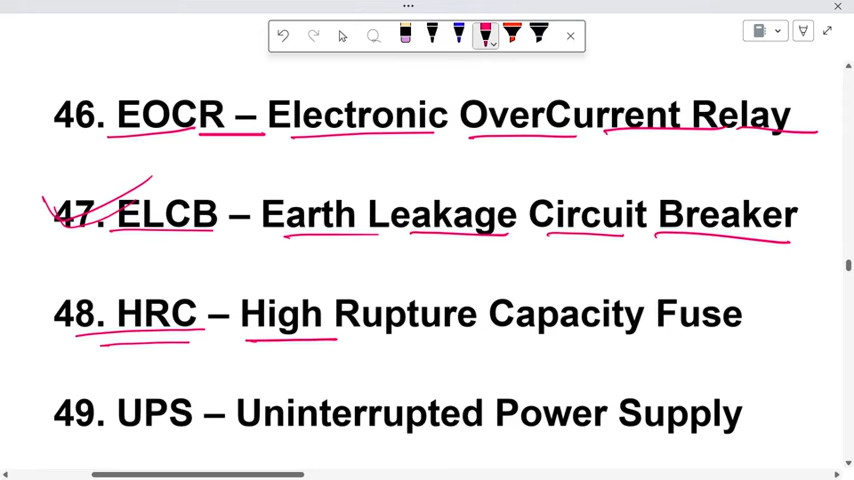 46. EOCR – Electronic OverCurrent Relay
47. ELCB – Earth Leakage Circuit Breaker
48. HRC – High Rupture Capacity Fuse
49. UPS – Uninterrupted Power Supply